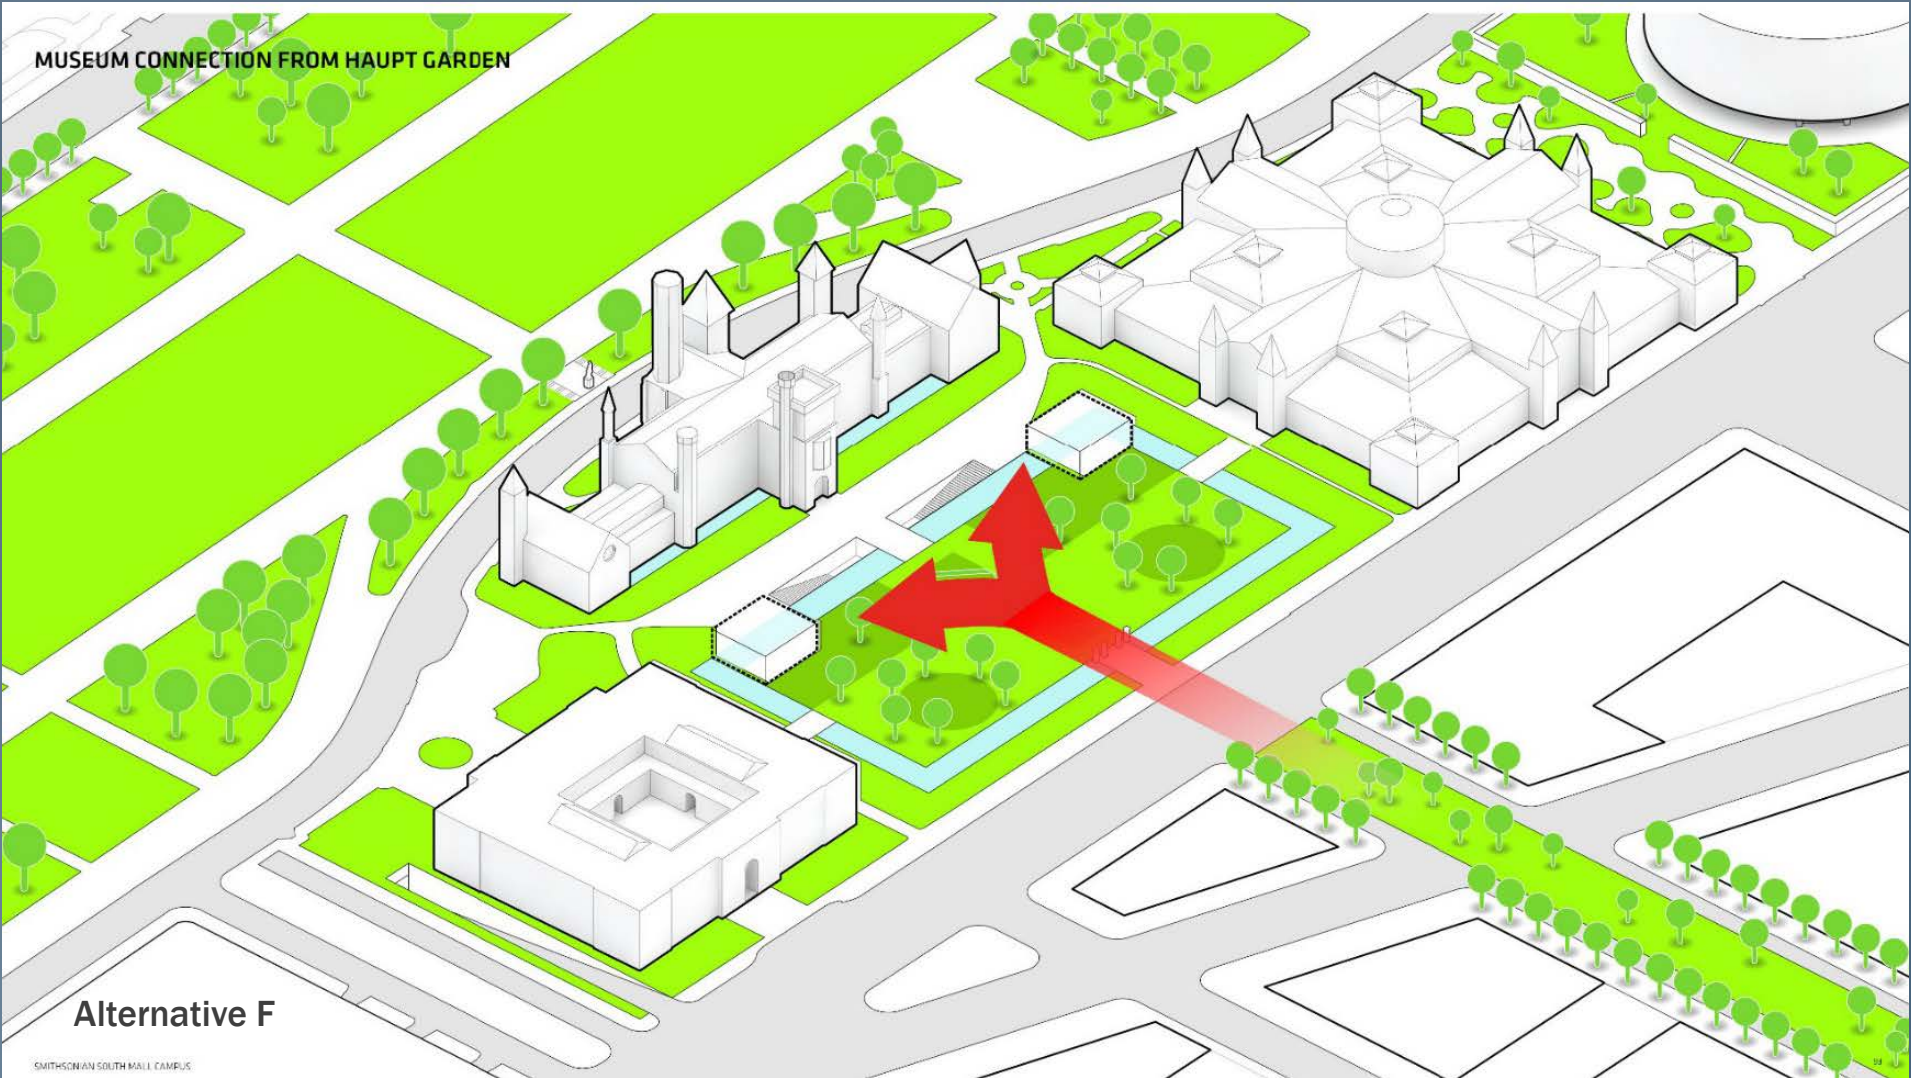 MUSEUM CONNECTION FROM HAUPT GARDEN
Alternative F
SMITHSONIAN SOUTH MALL CAMPUS